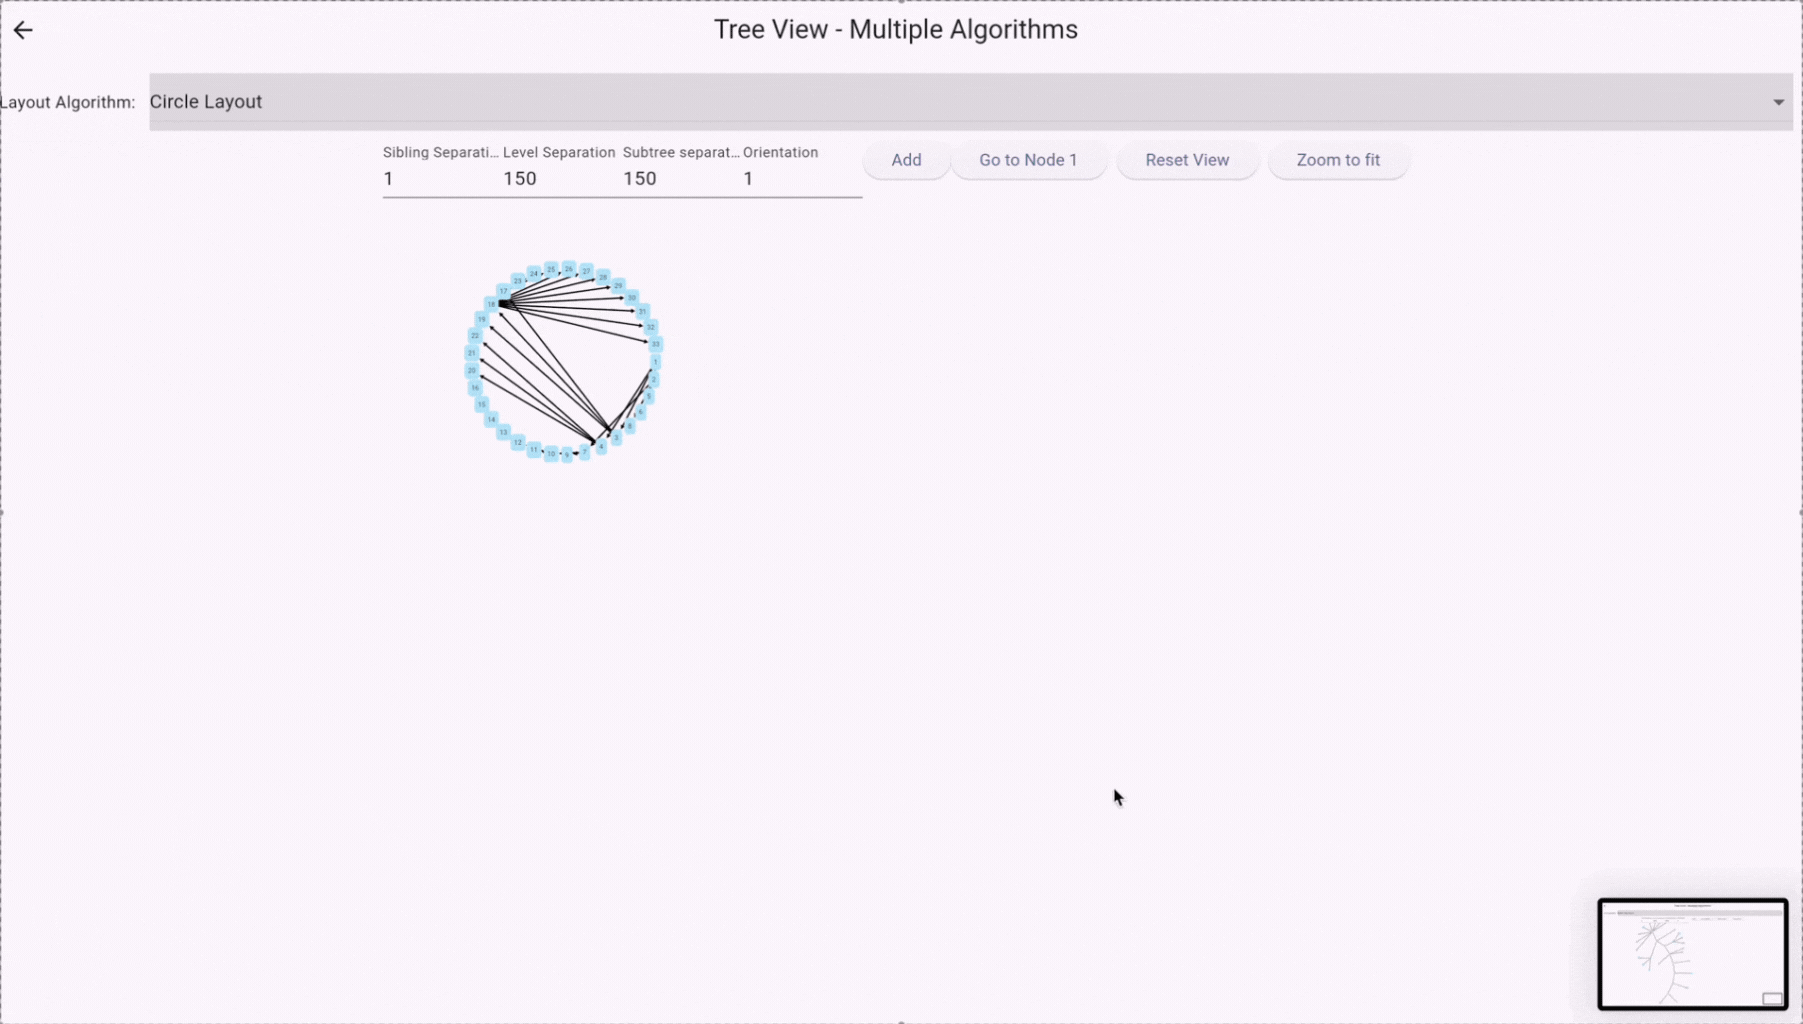 Tree View - Multiple Algorithms
Layout Algorithm: Circle Layout
Sibling Separati... Level Separation Subtree separat... Orientation
1 150 150 1
Add Go to Node 1 Reset View Zoom to fit
23 24 25 26 27 28
17 29
18 30
19 31
32
21 33
1
16 2
15 5
14 6
13 8
12 3
11 10 9 7 4